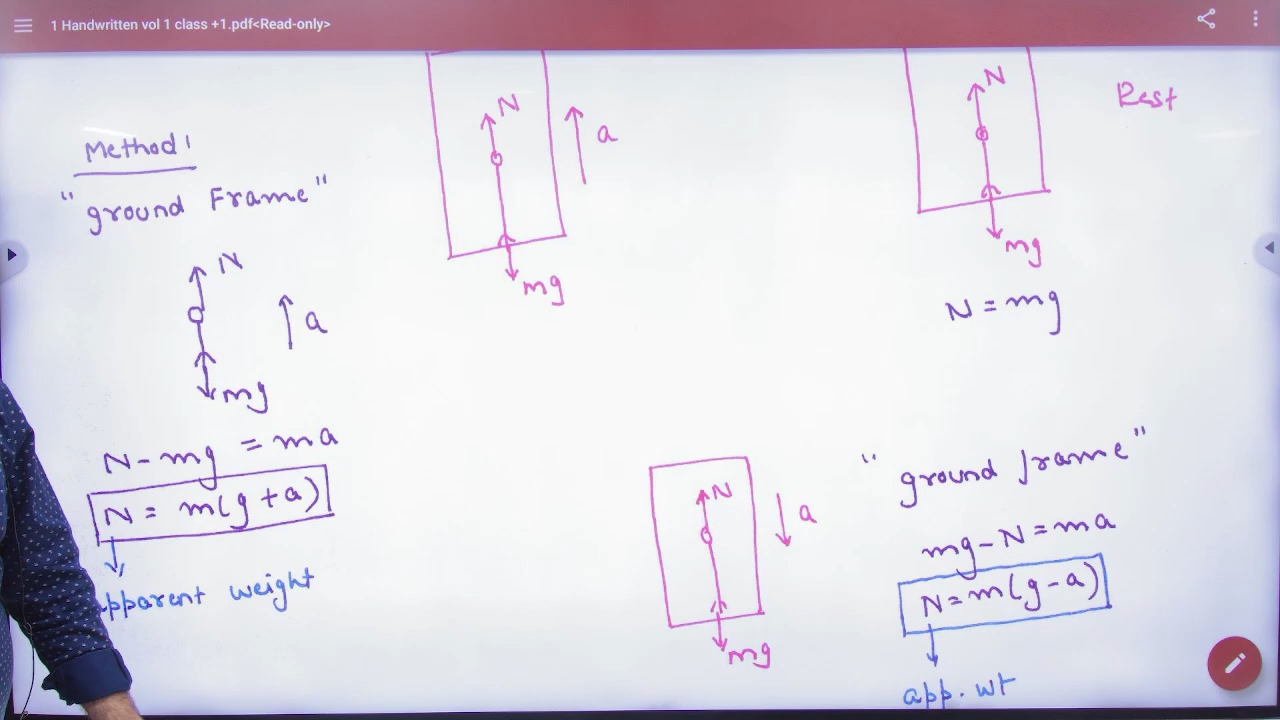 1 Handwritten vol 1 class +1.pdf<Read-only>
Method 1
"ground Frame"
N
a
mg
N - mg = ma
N = m(g + a)
apparent weight
N
a
mg
N
Rest
mg
N = mg
N
a
mg
"ground frame"
mg - N = ma
N = m(g - a)
app. wt